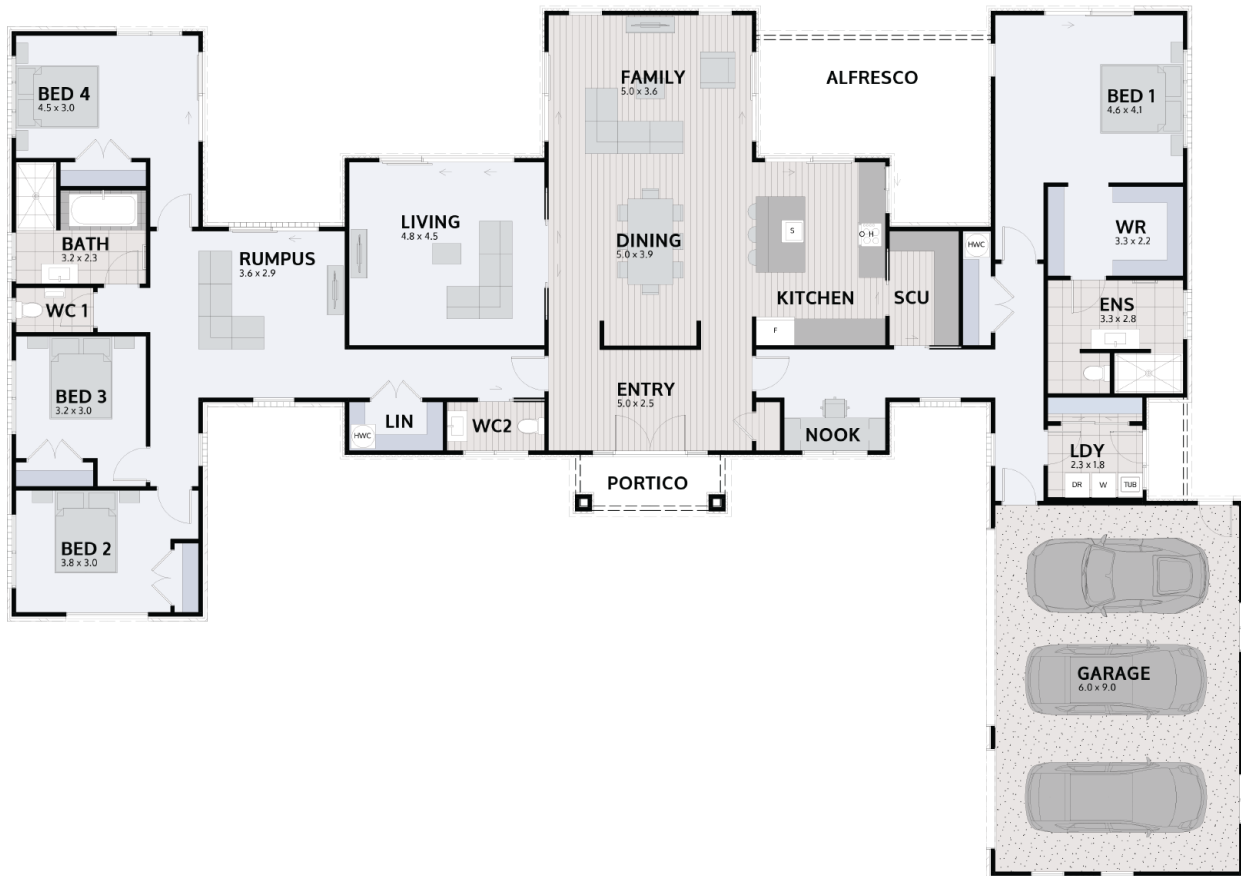 BED 4
4.5 x 3.0
FAMILY
5.0 x 3.6
ALFRESCO
BED 1
4.6 x 4.1
LIVING
4.8 x 4.5
BATH
3.2 x 2.3
RUMPUS
3.6 x 2.9
DINING
5.0 x 3.9
S
H
HWC
WR
3.3 x 2.2
WC 1
KITCHEN
SCU
ENS
3.3 x 2.8
F
BED 3
3.2 x 3.0
ENTRY
5.0 x 2.5
LIN
HWC
WC2
NOOK
LDY
2.3 x 1.8
DR
W
TUB
PORTICO
BED 2
3.8 x 3.0
GARAGE
6.0 x 9.0